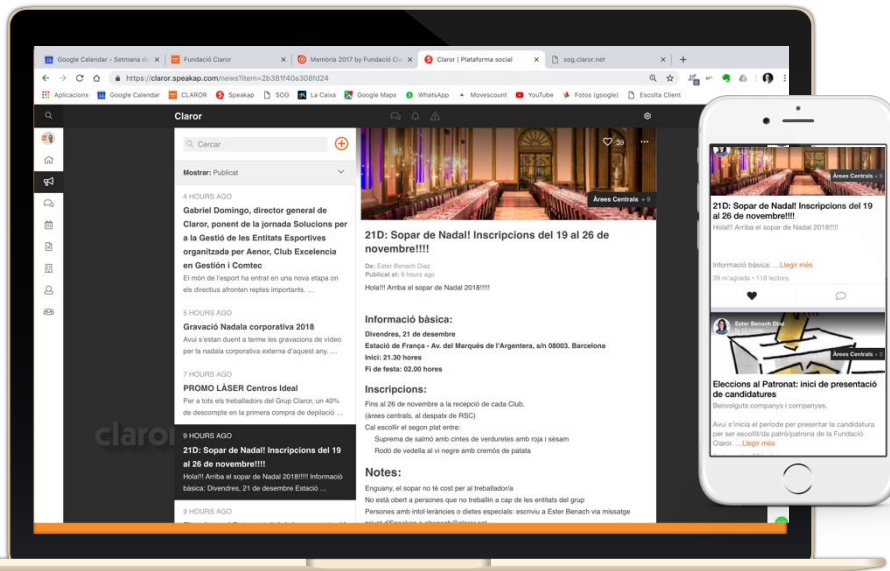 Google Calendar - Setmana de
Fundació Claror
Memòria 2017 by Fundació Cla
Claror | Plataforma social
sog.claror.net
https://claror.speakap.com/news?item=2b381f40a308fd24
Aplicacions
Google Calendar
CLAROR
Speakap
SOG
La Caixa
Google Maps
WhatsApp
Movescount
YouTube
Fotos (google)
Escolta Client
Claror
Cercar
Mostrar: Publicat
4 HOURS AGO
Gabriel Domingo, director general de
Claror, ponent de la jornada Solucions per
a la Gestió de les Entitats Esportives
organitzada per Aenor, Club Excelencia
en Gestión i Comtec
El món de l'esport ha entrat en una nova etapa on
els directius afronten reptes importants. …
5 HOURS AGO
Gravació Nadala corporativa 2018
Avui s'estan duent a terme les gravacions de vídeo
per la nadala corporativa externa d'aquest any. …
7 HOURS AGO
PROMO LÀSER Centros Ideal
Per a tots els treballadors del Grup Claror, un 40%
de descompte en la primera compra de depilació …
9 HOURS AGO
21D: Sopar de Nadal! Inscripcions del 19
al 26 de novembre!!!!
Hola!!! Arriba el sopar de Nadal 2018!!!!! Informació
bàsica: Divendres, 21 de desembre Estació …
9 HOURS AGO
claror
39
Àrees Centrals + 9
21D: Sopar de Nadal! Inscripcions del 19 al 26 de
novembre!!!!
De: Ester Benach Diaz
Publicat el: 9 hours ago
Hola!!! Arriba el sopar de Nadal 2018!!!!!
Informació bàsica:
Divendres, 21 de desembre
Estació de França - Av. del Marquès de l'Argentera, s/n 08003. Barcelona
Inici: 21.30 hores
Fi de festa: 02.00 hores
Inscripcions:
Fins al 26 de novembre a la recepció de cada Club.
(àrees centrals, al despatx de RSC)
Cal escollir el segon plat entre:
Suprema de salmó amb cintes de verduretes amb roja i sèsam
Rodó de vedella al vi negre amb cremós de patata
Notes:
Enguany, el sopar no té cost per al treballador/a
No està obert a persones que no treballin a cap de les entitats del grup
Persones amb intol·leràncies o dietes especials: escriviu a Ester Benach via missatge
Àrees Centrals + 9
21D: Sopar de Nadal! Inscripcions del 19
al 26 de novembre!!!!
Hola!!! Arriba el sopar de Nadal 2018!!!!!
Informació bàsica: …Llegir més
39 m'agrada • 118 lectors
Ester Benach Diaz
Àrees Centrals + 3
Eleccions al Patronat: inici de presentació
de candidatures
Benvolguts companys i companyes,
Avui s'inicia el període per presentar la candidatura
per ser escollit/da patró/patrona de la Fundació
Claror. …Llegir més